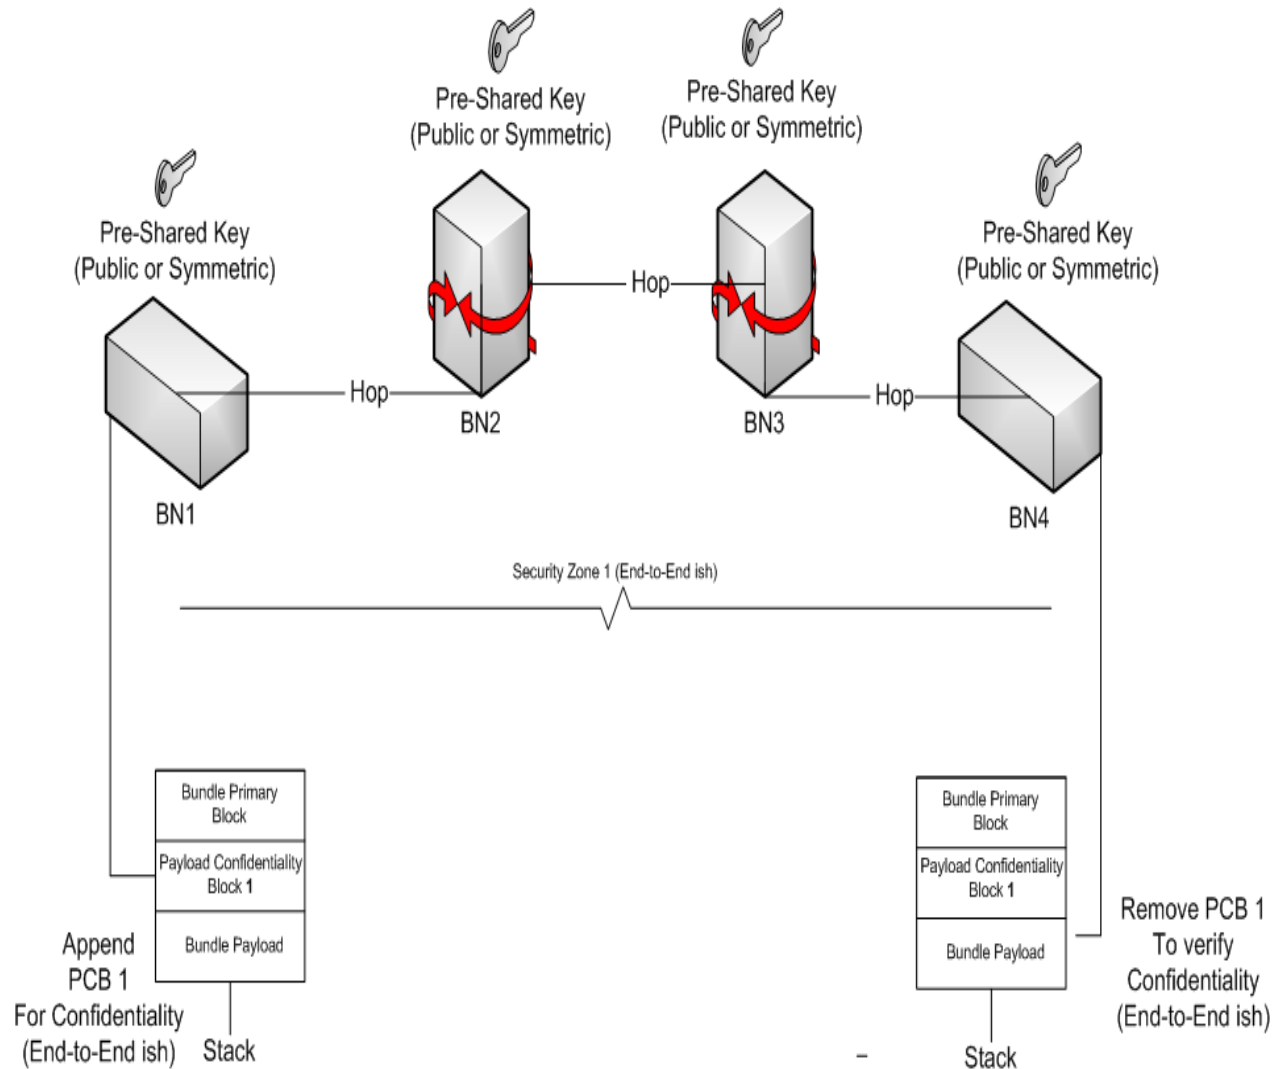 Pre-Shared Key
(Public or Symmetric)
Pre-Shared Key
(Public or Symmetric)
Pre-Shared Key
(Public or Symmetric)
Pre-Shared Key
(Public or Symmetric)
Hop
Hop
Hop
BN1
BN2
BN3
BN4
Security Zone 1 (End-to-End ish)
Bundle Primary
Block
Payload Confidentiality
Block 1
Bundle Payload
Append
PCB 1
For Confidentiality
(End-to-End ish)
Stack
Bundle Primary
Block
Payload Confidentiality
Block 1
Bundle Payload
Remove PCB 1
To verify
Confidentiality
(End-to-End ish)
–
Stack